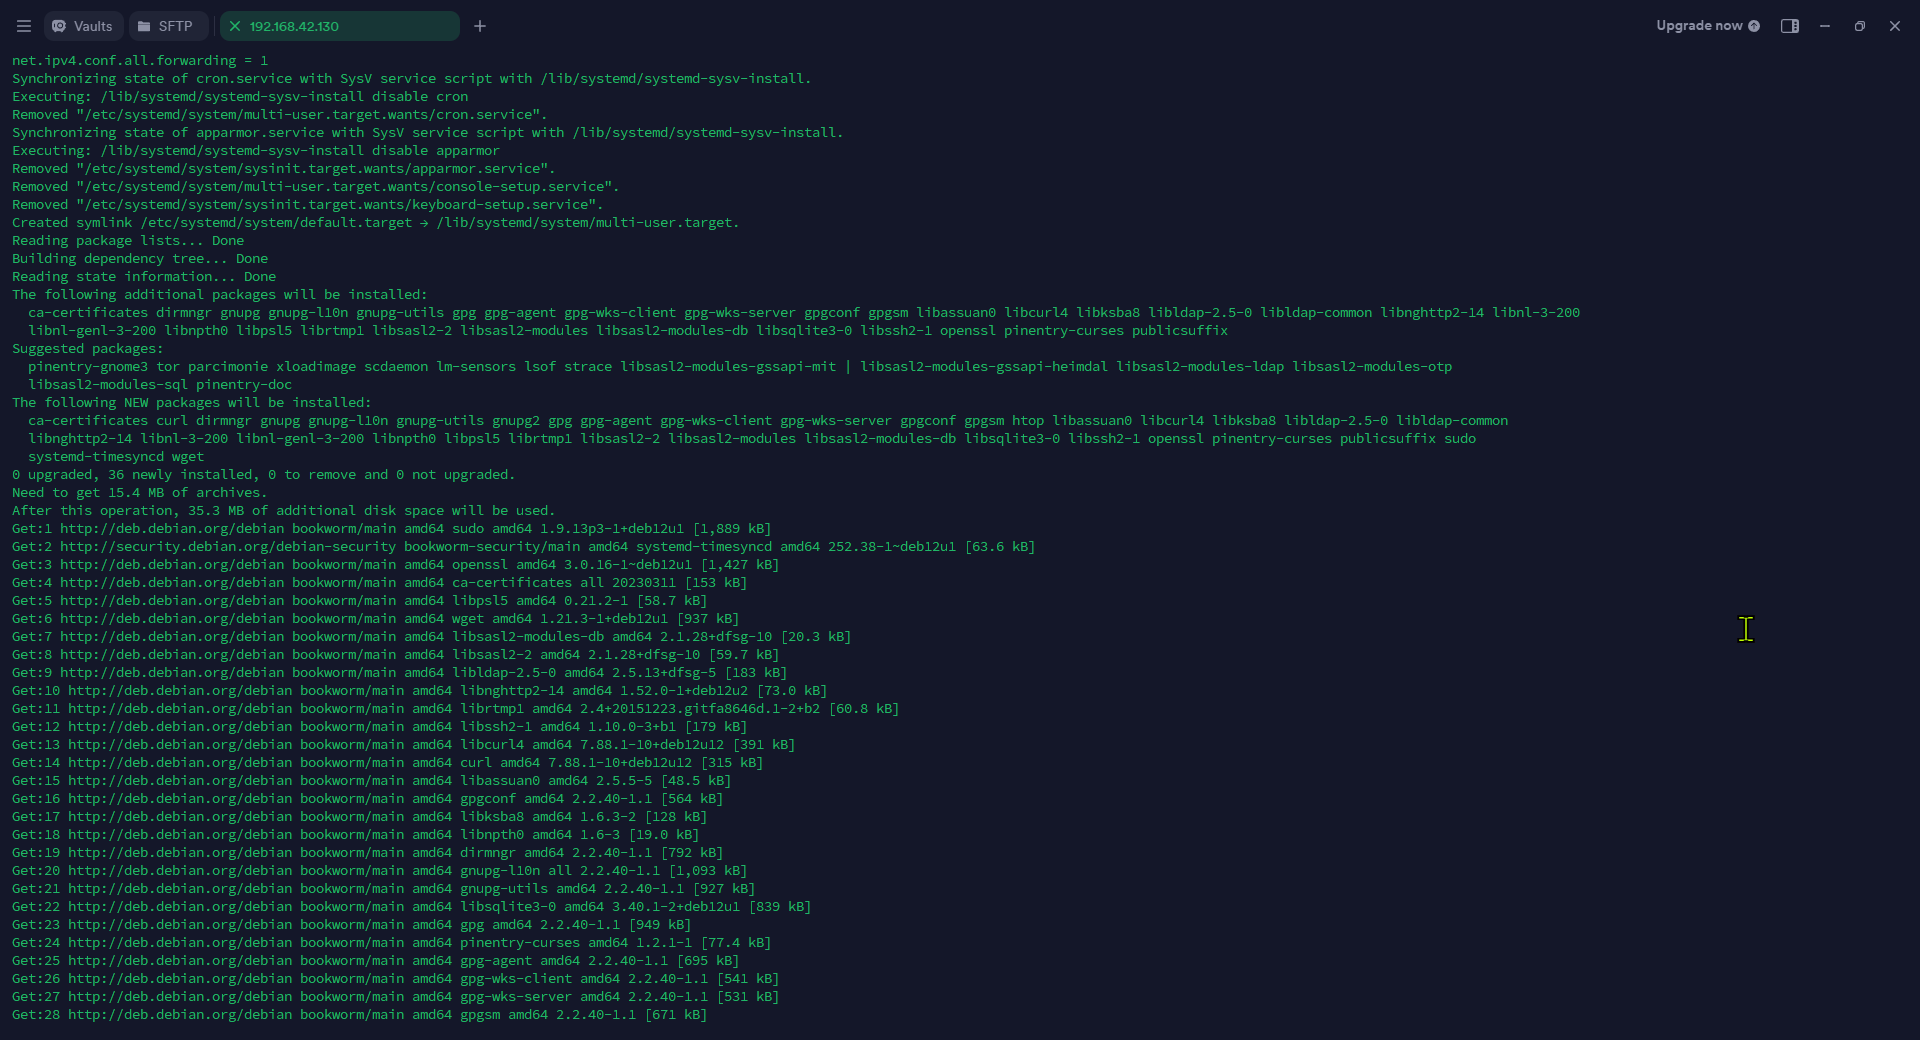 Vaults SFTP 192.168.42.130 Upgrade now
net.ipv4.conf.all.forwarding = 1
Synchronizing state of cron.service with SysV service script with /lib/systemd/systemd-sysv-install.
Executing: /lib/systemd/systemd-sysv-install disable cron
Removed "/etc/systemd/system/multi-user.target.wants/cron.service".
Synchronizing state of apparmor.service with SysV service script with /lib/systemd/systemd-sysv-install.
Executing: /lib/systemd/systemd-sysv-install disable apparmor
Removed "/etc/systemd/system/sysinit.target.wants/apparmor.service".
Removed "/etc/systemd/system/multi-user.target.wants/console-setup.service".
Removed "/etc/systemd/system/sysinit.target.wants/keyboard-setup.service".
Created symlink /etc/systemd/system/default.target → /lib/systemd/system/multi-user.target.
Reading package lists... Done
Building dependency tree... Done
Reading state information... Done
The following additional packages will be installed:
ca-certificates dirmngr gnupg gnupg-l10n gnupg-utils gpg gpg-agent gpg-wks-client gpg-wks-server gpgconf gpgsm libassuan0 libcurl4 libksba8 libldap-2.5-0 libldap-common libnghttp2-14 libnl-3-200
libnl-genl-3-200 libnpth0 libpsl5 librtmp1 libsasl2-2 libsasl2-modules libsasl2-modules-db libsqlite3-0 libssh2-1 openssl pinentry-curses publicsuffix
Suggested packages:
pinentry-gnome3 tor parcimonie xloadimage scdaemon lm-sensors lsof strace libsasl2-modules-gssapi-mit | libsasl2-modules-gssapi-heimdal libsasl2-modules-ldap libsasl2-modules-otp
libsasl2-modules-sql pinentry-doc
The following NEW packages will be installed:
ca-certificates curl dirmngr gnupg gnupg-l10n gnupg-utils gnupg2 gpg gpg-agent gpg-wks-client gpg-wks-server gpgconf gpgsm htop libassuan0 libcurl4 libksba8 libldap-2.5-0 libldap-common
libnghttp2-14 libnl-3-200 libnl-genl-3-200 libnpth0 libpsl5 librtmp1 libsasl2-2 libsasl2-modules libsasl2-modules-db libsqlite3-0 libssh2-1 openssl pinentry-curses publicsuffix sudo
systemd-timesyncd wget
0 upgraded, 36 newly installed, 0 to remove and 0 not upgraded.
Need to get 15.4 MB of archives.
After this operation, 35.3 MB of additional disk space will be used.
Get:1 http://deb.debian.org/debian bookworm/main amd64 sudo amd64 1.9.13p3-1+deb12u1 [1,889 kB]
Get:2 http://security.debian.org/debian-security bookworm-security/main amd64 systemd-timesyncd amd64 252.38-1~deb12u1 [63.6 kB]
Get:3 http://deb.debian.org/debian bookworm/main amd64 openssl amd64 3.0.16-1~deb12u1 [1,427 kB]
Get:4 http://deb.debian.org/debian bookworm/main amd64 ca-certificates all 20230311 [153 kB]
Get:5 http://deb.debian.org/debian bookworm/main amd64 libpsl5 amd64 0.21.2-1 [58.7 kB]
Get:6 http://deb.debian.org/debian bookworm/main amd64 wget amd64 1.21.3-1+deb12u1 [937 kB]
Get:7 http://deb.debian.org/debian bookworm/main amd64 libsasl2-modules-db amd64 2.1.28+dfsg-10 [20.3 kB]
Get:8 http://deb.debian.org/debian bookworm/main amd64 libsasl2-2 amd64 2.1.28+dfsg-10 [59.7 kB]
Get:9 http://deb.debian.org/debian bookworm/main amd64 libldap-2.5-0 amd64 2.5.13+dfsg-5 [183 kB]
Get:10 http://deb.debian.org/debian bookworm/main amd64 libnghttp2-14 amd64 1.52.0-1+deb12u2 [73.0 kB]
Get:11 http://deb.debian.org/debian bookworm/main amd64 librtmp1 amd64 2.4+20151223.gitfa8646d.1-2+b2 [60.8 kB]
Get:12 http://deb.debian.org/debian bookworm/main amd64 libssh2-1 amd64 1.10.0-3+b1 [179 kB]
Get:13 http://deb.debian.org/debian bookworm/main amd64 libcurl4 amd64 7.88.1-10+deb12u12 [391 kB]
Get:14 http://deb.debian.org/debian bookworm/main amd64 curl amd64 7.88.1-10+deb12u12 [315 kB]
Get:15 http://deb.debian.org/debian bookworm/main amd64 libassuan0 amd64 2.5.5-5 [48.5 kB]
Get:16 http://deb.debian.org/debian bookworm/main amd64 gpgconf amd64 2.2.40-1.1 [564 kB]
Get:17 http://deb.debian.org/debian bookworm/main amd64 libksba8 amd64 1.6.3-2 [128 kB]
Get:18 http://deb.debian.org/debian bookworm/main amd64 libnpth0 amd64 1.6-3 [19.0 kB]
Get:19 http://deb.debian.org/debian bookworm/main amd64 dirmngr amd64 2.2.40-1.1 [792 kB]
Get:20 http://deb.debian.org/debian bookworm/main amd64 gnupg-l10n all 2.2.40-1.1 [1,093 kB]
Get:21 http://deb.debian.org/debian bookworm/main amd64 gnupg-utils amd64 2.2.40-1.1 [927 kB]
Get:22 http://deb.debian.org/debian bookworm/main amd64 libsqlite3-0 amd64 3.40.1-2+deb12u1 [839 kB]
Get:23 http://deb.debian.org/debian bookworm/main amd64 gpg amd64 2.2.40-1.1 [949 kB]
Get:24 http://deb.debian.org/debian bookworm/main amd64 pinentry-curses amd64 1.2.1-1 [77.4 kB]
Get:25 http://deb.debian.org/debian bookworm/main amd64 gpg-agent amd64 2.2.40-1.1 [695 kB]
Get:26 http://deb.debian.org/debian bookworm/main amd64 gpg-wks-client amd64 2.2.40-1.1 [541 kB]
Get:27 http://deb.debian.org/debian bookworm/main amd64 gpg-wks-server amd64 2.2.40-1.1 [531 kB]
Get:28 http://deb.debian.org/debian bookworm/main amd64 gpgsm amd64 2.2.40-1.1 [671 kB]